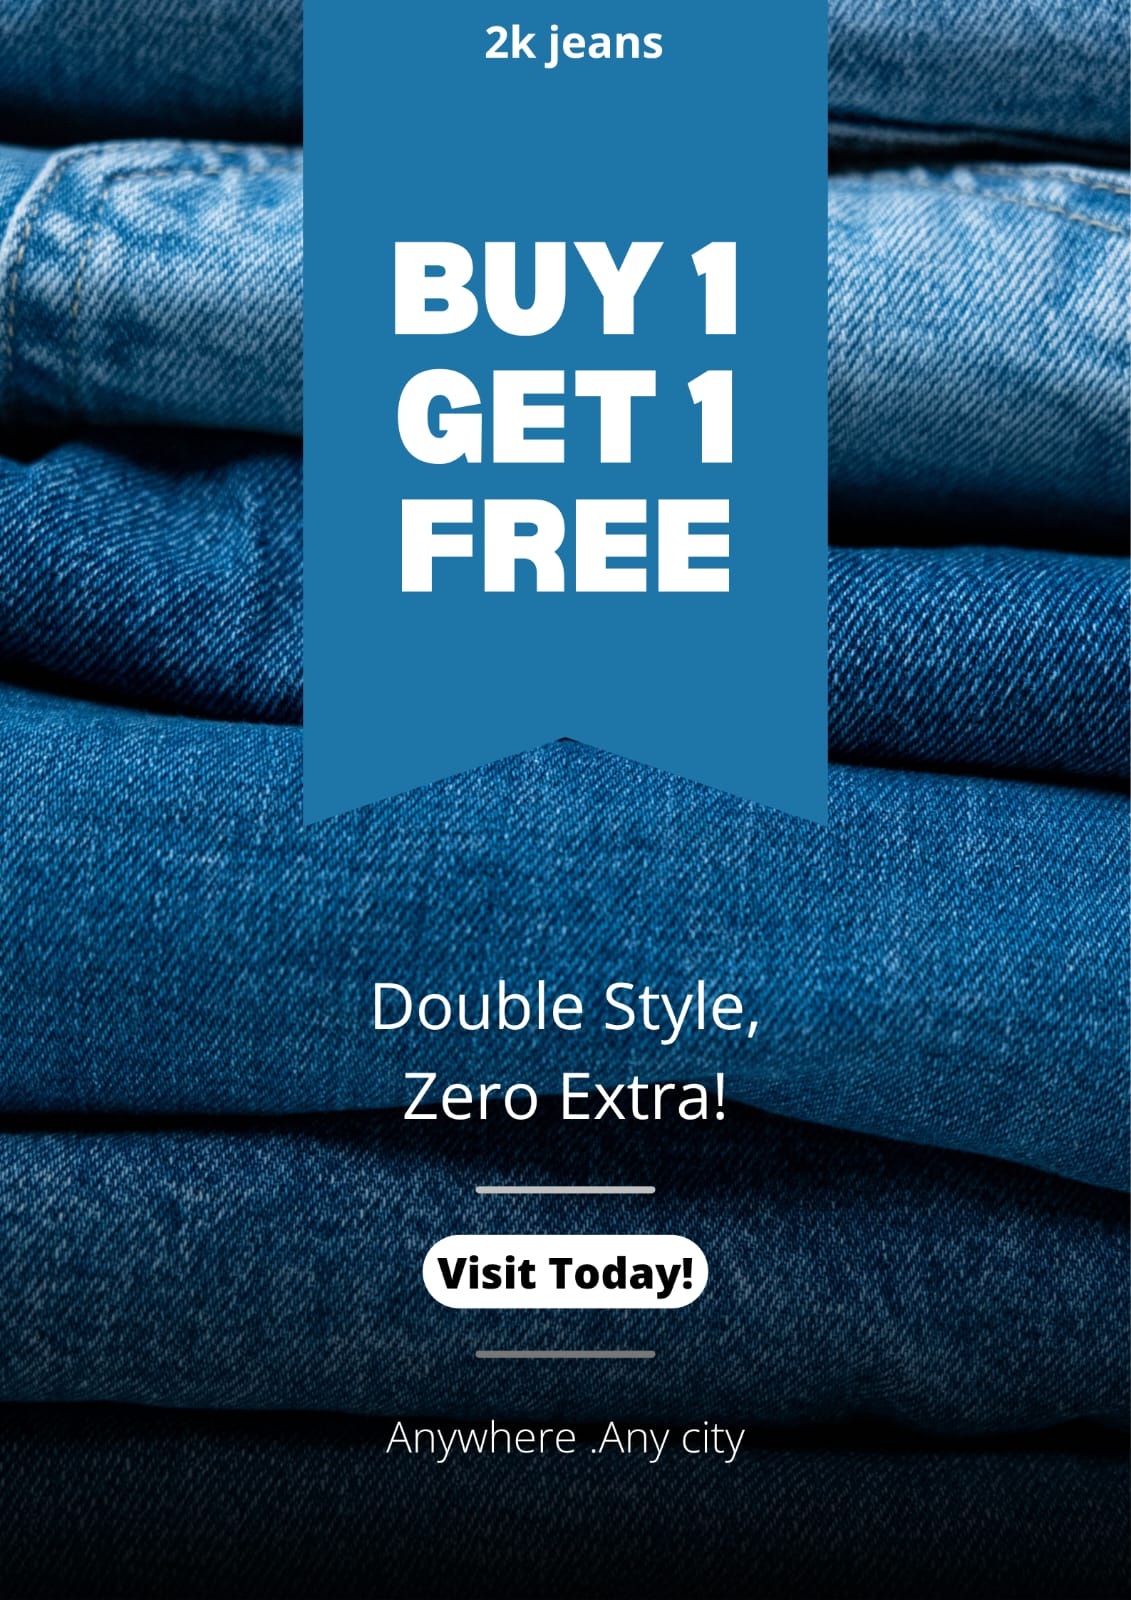 2k jeans
BUY 1
GET 1
FREE
Double Style,
Zero Extra!
Visit Today!
Anywhere .Any city